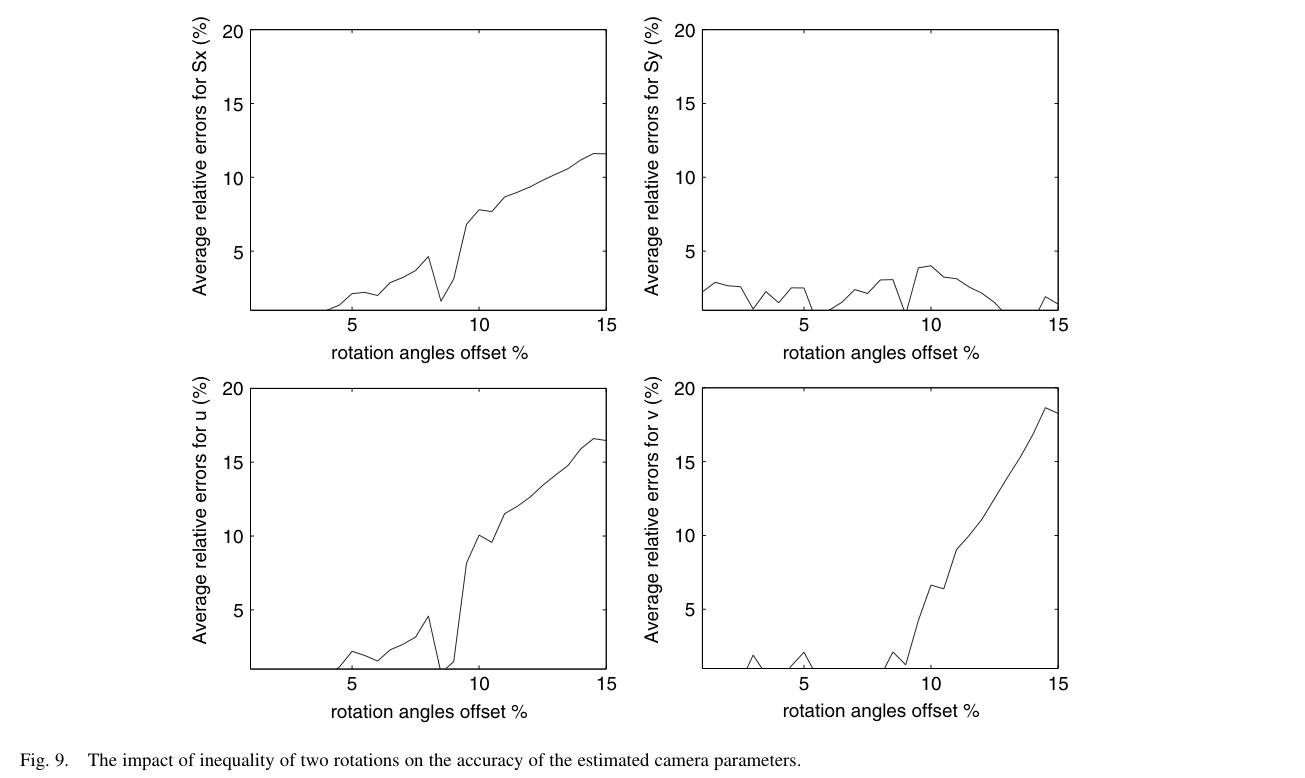 Average relative errors for Sx (%)
20
15
10
5
5 10 15
rotation angles offset %
Average relative errors for Sy (%)
20
15
10
5
5 10 15
rotation angles offset %
Average relative errors for u (%)
20
15
10
5
5 10 15
rotation angles offset %
Average relative errors for v (%)
20
15
10
5
5 10 15
rotation angles offset %
Fig. 9. The impact of inequality of two rotations on the accuracy of the estimated camera parameters.